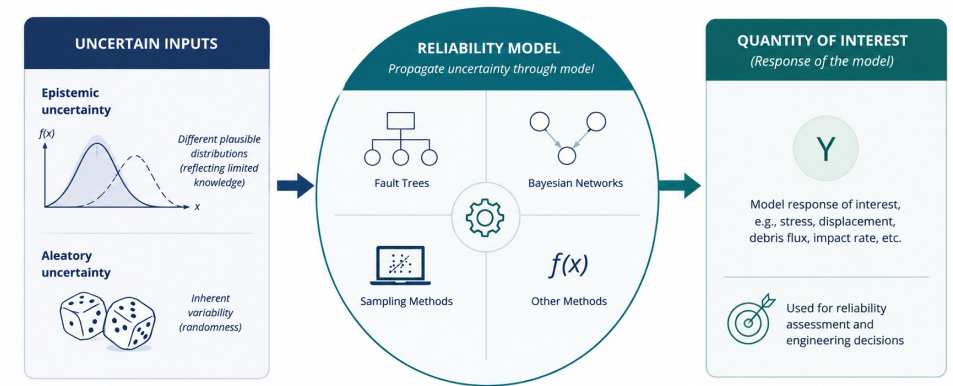 UNCERTAIN INPUTS
Epistemic
uncertainty
f(x)
Different plausible
distributions
(reflecting limited
knowledge)
x
Aleatory
uncertainty
Inherent
variability
(randomness)
RELIABILITY MODEL
Propagate uncertainty through model
Fault Trees
Bayesian Networks
Sampling Methods
f(x)
Other Methods
QUANTITY OF INTEREST
(Response of the model)
Y
Model response of interest,
e.g., stress, displacement,
debris flux, impact rate, etc.
Used for reliability
assessment and
engineering decisions